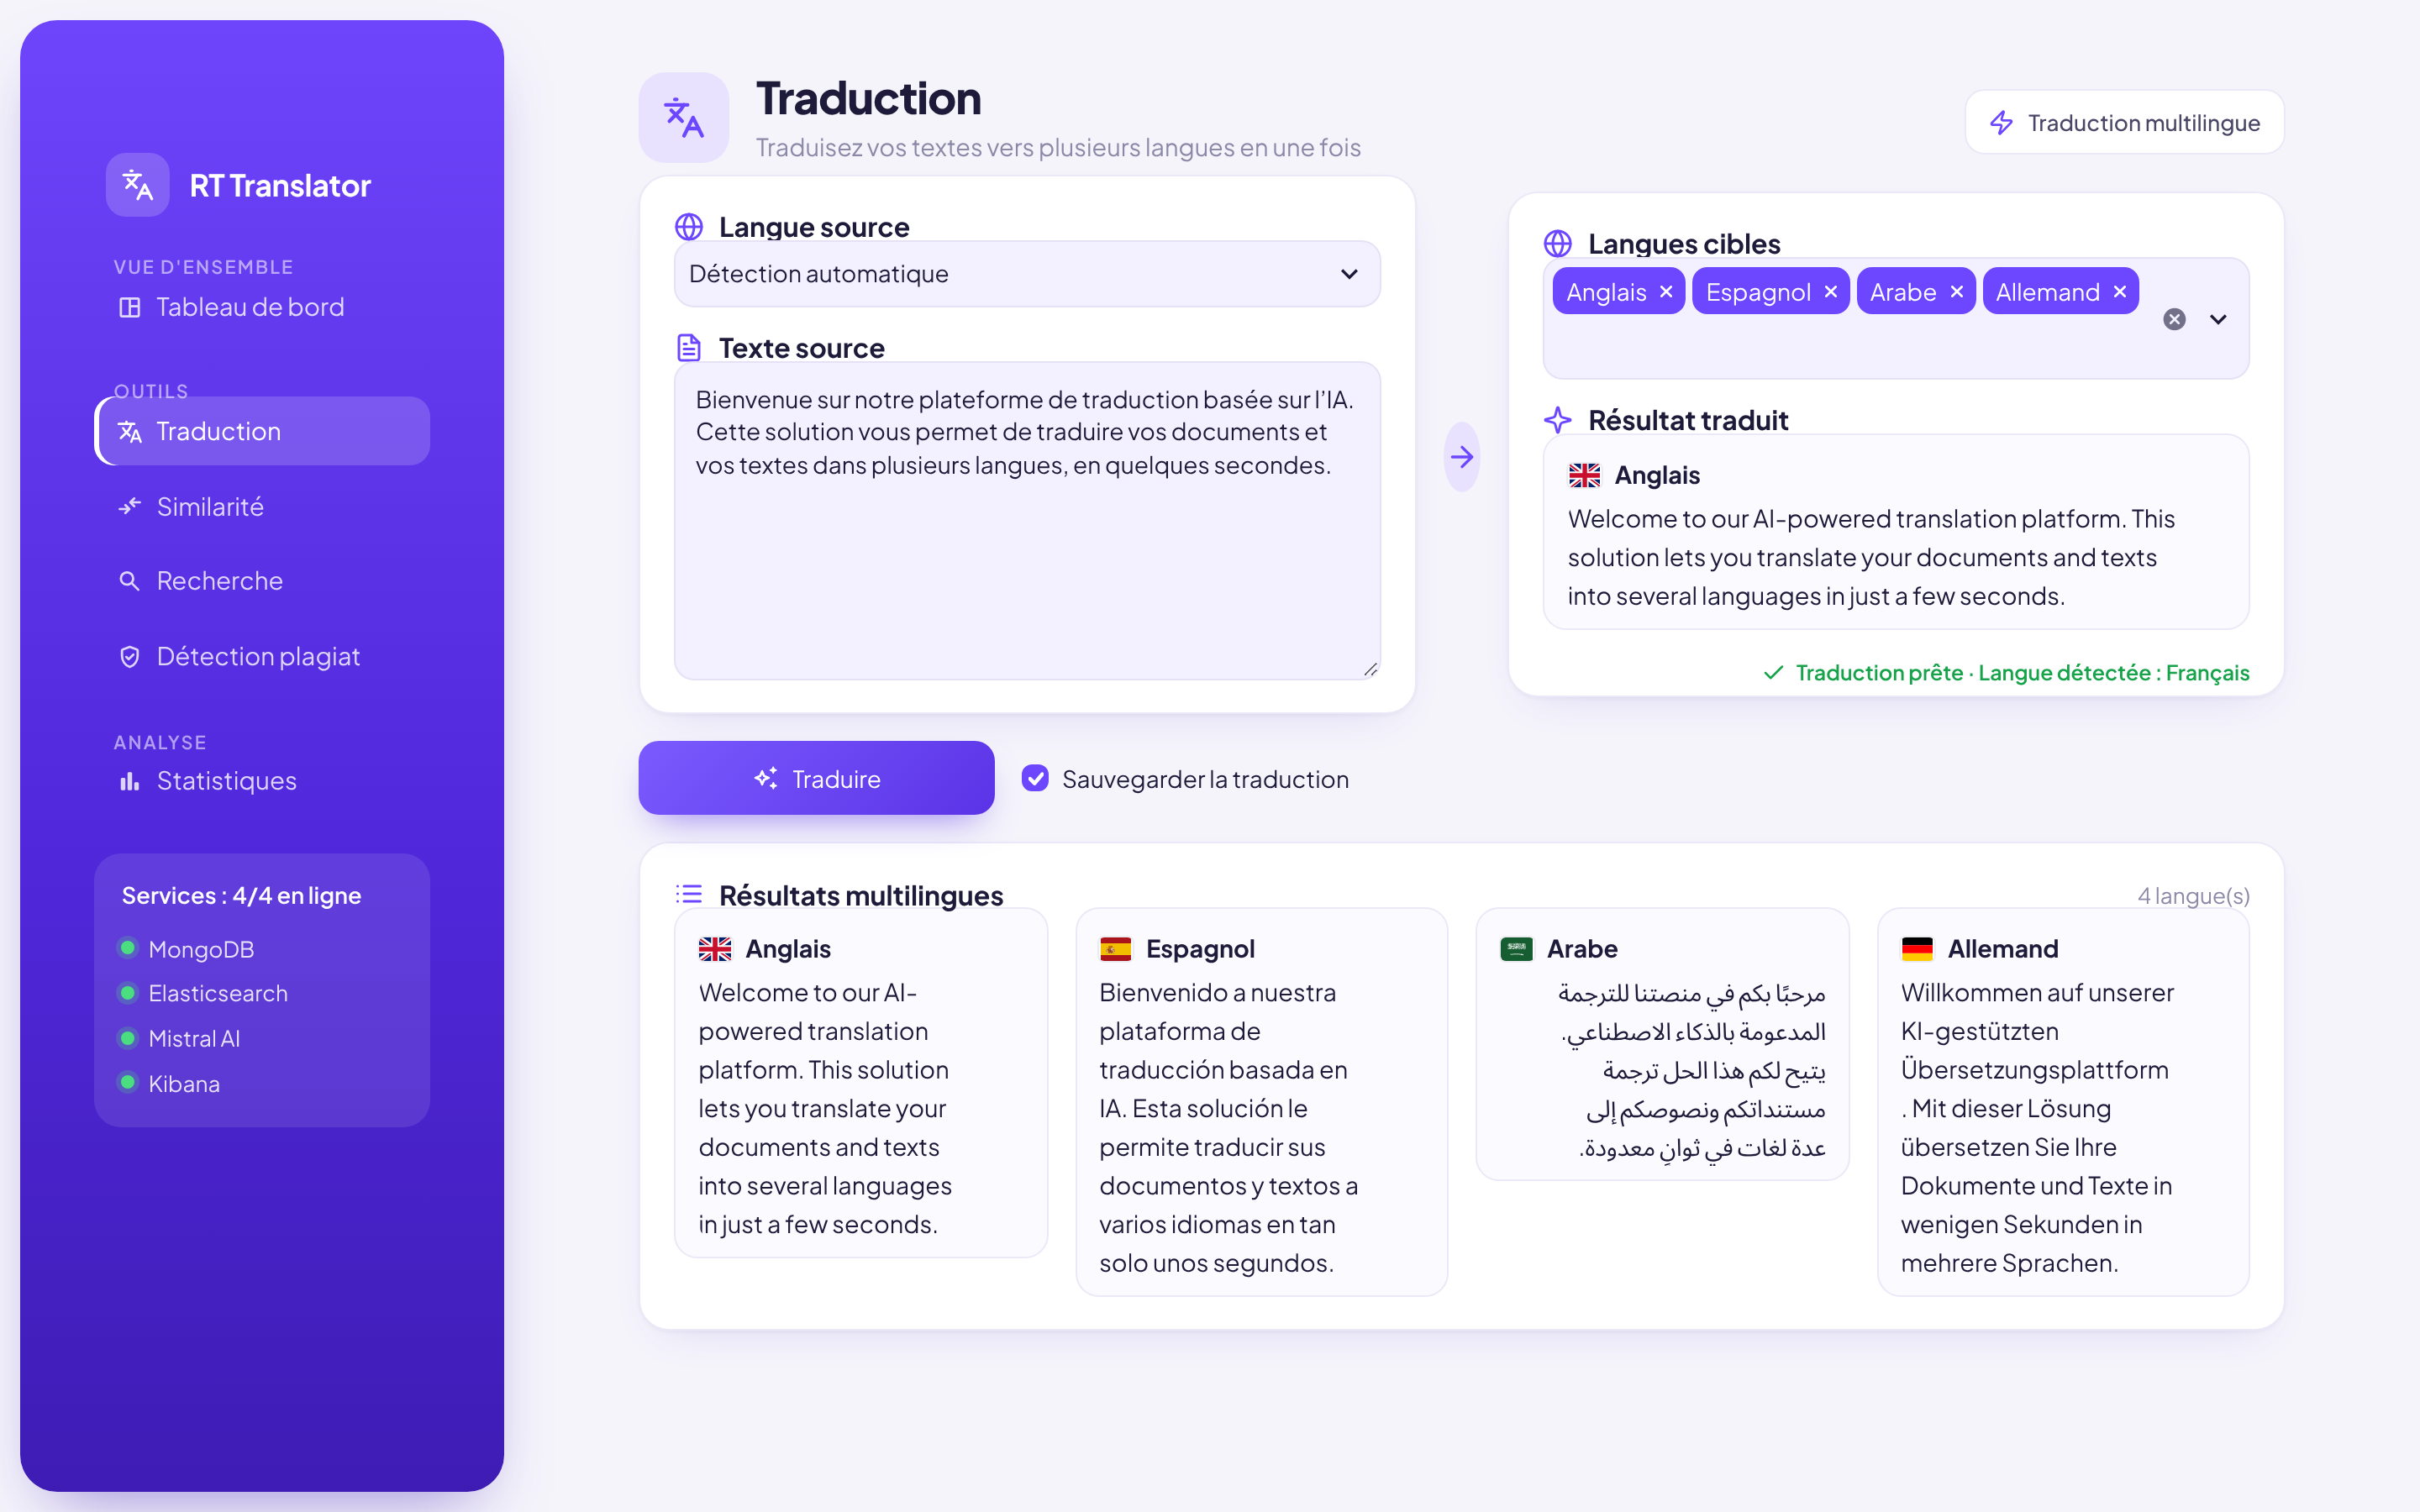 RT Translator
VUE D'ENSEMBLE
Tableau de bord
OUTILS
Traduction
Similarité
Recherche
Détection plagiat
ANALYSE
Statistiques
Services : 4/4 en ligne
MongoDB
Elasticsearch
Mistral AI
Kibana
Traduction
Traduisez vos textes vers plusieurs langues en une fois
Traduction multilingue
Langue source
Détection automatique
Texte source
Bienvenue sur notre plateforme de traduction basée sur l’IA.
Cette solution vous permet de traduire vos documents et
vos textes dans plusieurs langues, en quelques secondes.
Langues cibles
Anglais
Espagnol
Arabe
Allemand
Résultat traduit
Anglais
Welcome to our AI-powered translation platform. This
solution lets you translate your documents and texts
into several languages in just a few seconds.
Traduction prête · Langue détectée : Français
Traduire
Sauvegarder la traduction
Résultats multilingues
4 langue(s)
Anglais
Welcome to our AI-
powered translation
platform. This solution
lets you translate your
documents and texts
into several languages
in just a few seconds.
Espagnol
Bienvenido a nuestra
plataforma de
traducción basada en
IA. Esta solución le
permite traducir sus
documentos y textos a
varios idiomas en tan
solo unos segundos.
Arabe
مرحبًا بكم في منصتنا للترجمة
المدعومة بالذكاء الاصطناعي.
يتيح لكم هذا الحل ترجمة
مستنداتكم ونصوصكم إلى
عدة لغات في ثوانٍ معدودة.
Allemand
Willkommen auf unserer
KI-gestützten
Übersetzungsplattform
. Mit dieser Lösung
übersetzen Sie Ihre
Dokumente und Texte in
wenigen Sekunden in
mehrere Sprachen.